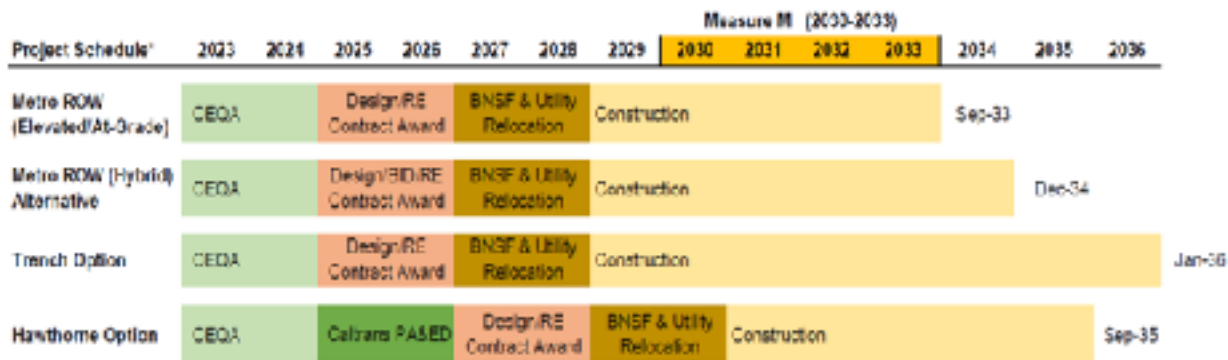 Measure M (2030-2033)
Project Schedule* 2023 2024 2025 2026 2027 2028 2029 2030 2031 2032 2033 2034 2035 2036
Metro ROW
(Elevated/At-Grade)
CEQA
Design/RE
Contract Award
BNSF & Utility
Relocation
Construction
Sep-33
Metro ROW (Hybrid)
Alternative
CEQA
Design/BID/RE
Contract Award
BNSF & Utility
Relocation
Construction
Dec-34
Trench Option
CEQA
Design/RE
Contract Award
BNSF & Utility
Relocation
Construction
Jan-36
Hawthorne Option
CEQA
Caltrans PA&ED
Design/RE
Contract Award
BNSF & Utility
Relocation
Construction
Sep-35